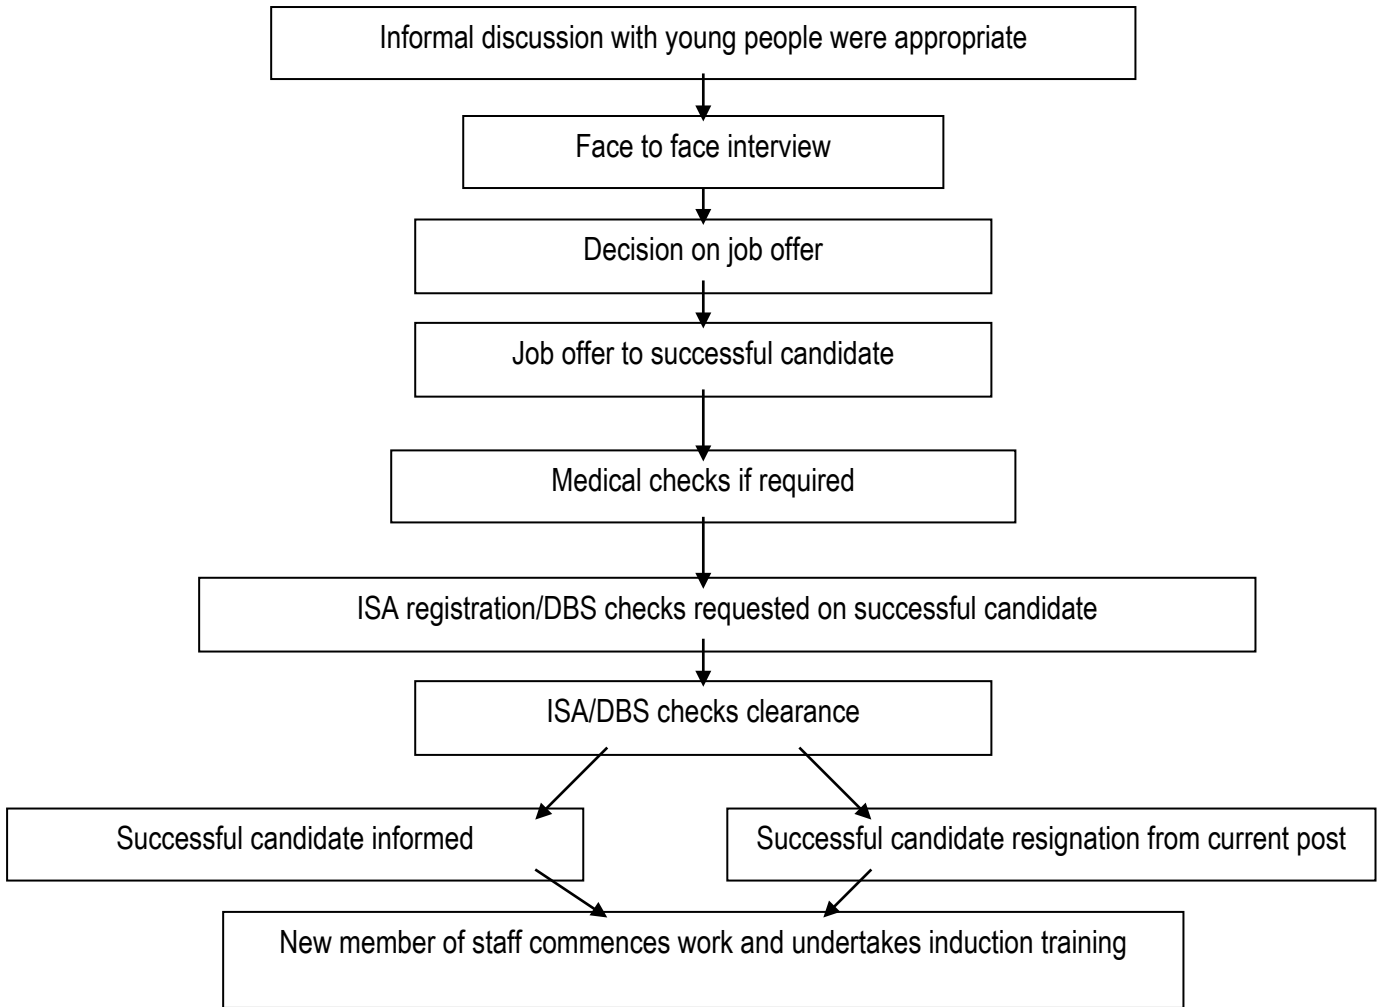 Informal discussion with young people were appropriate
Face to face interview
Decision on job offer
Job offer to successful candidate
Medical checks if required
ISA registration/DBS checks requested on successful candidate
ISA/DBS checks clearance
Successful candidate informed
Successful candidate resignation from current post
New member of staff commences work and undertakes induction training